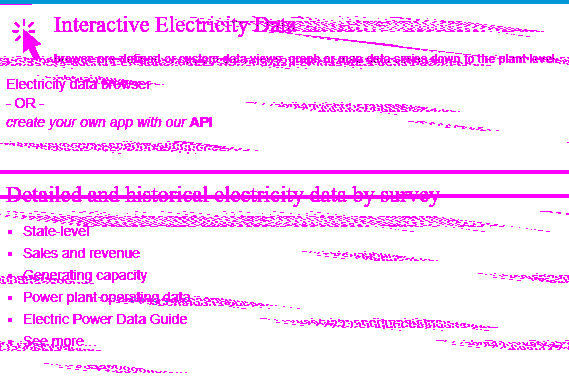 Interactive Electricity Data
browse pre-defined or custom data views, graph or map data series down to the plant-level
Electricity data browser
- OR -
create your own app with our API
Detailed and historical electricity data by survey
State-level
Sales and revenue
Generating capacity
Power plant operating data
Electric Power Data Guide
See more...